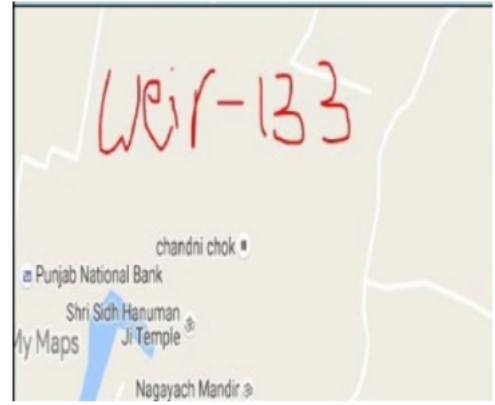 Weir-133
chandni chok
Punjab National Bank
Shri Sidh Hanuman
Ji Temple
My Maps
Nagayach Mandir